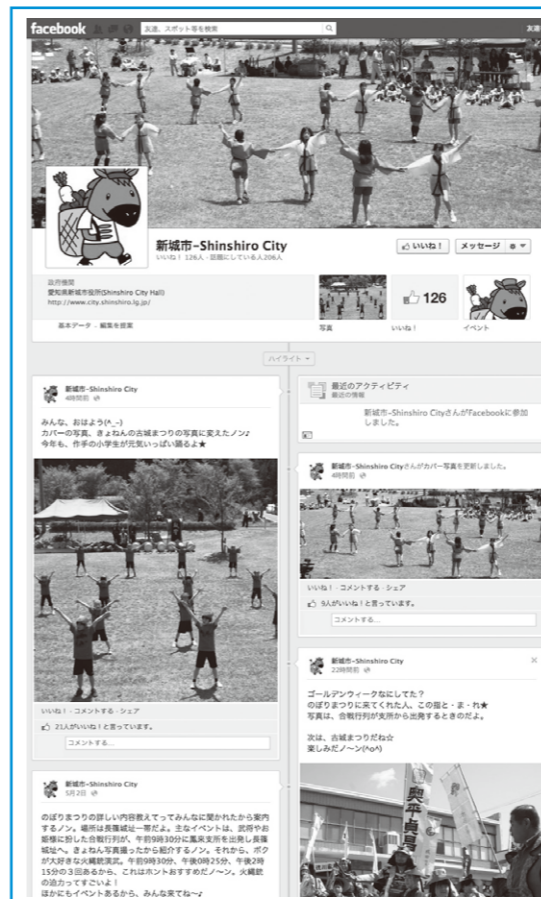 facebook
友達、スポット等を検索
友達
新城市-Shinshiro City
いいね！ 126人・話題にしている人206人
いいね！
メッセージ
政府機関
愛知県新城市役所(Shinshiro City Hall)
http://www.city.shinshiro.lg.jp/
基本データ - 編集を提案
写真
126
いいね！
イベント
ハイライト
新城市-Shinshiro City
4時間前
みんな、おはよう(^_-)
カバーの写真、きょねんの古城まつりの写真に変えたノン♪
今年も、作手の小学生が元気いっぱい踊るよ★
いいね！・コメントする・シェア
21人がいいね！と言っています。
コメントする...
新城市-Shinshiro City
5月2日
のぼりまつりの詳しい内容教えてってみんなに聞かれたから案内
するノン。場所は長篠城址一帯だよ。主なイベントは、武将やお
姫様に扮した合戦行列が、午前9時30分に鳳来支所を出発し長篠
城址へ。きょねん写真撮ったから紹介するノン。それから、ボク
が大好きな火縄銃演武。午前9時30分、午後0時25分、午後2時
15分の３回あるから、これはホントおすすめだノ〜ン。火縄銃
の迫力ってすごいよ！
ほかにもイベントあるから、みんな来てね〜♪
最近のアクティビティ
最近の情報
新城市-Shinshiro CityさんがFacebookに参加
しました。
新城市-Shinshiro Cityさんがカバー写真を更新しました。
4時間前
いいね！・コメントする・シェア
9人がいいね！と言っています。
コメントする...
新城市-Shinshiro City
22時間前
ゴールデンウィークなにしてた？
のぼりまつりに来てくれた人、この指と・ま・れ★
写真は、合戦行列が支所から出発するときのだよ。
次は、古城まつりだね☆
楽しみだノ〜ン(^o^)
奥平貞昌